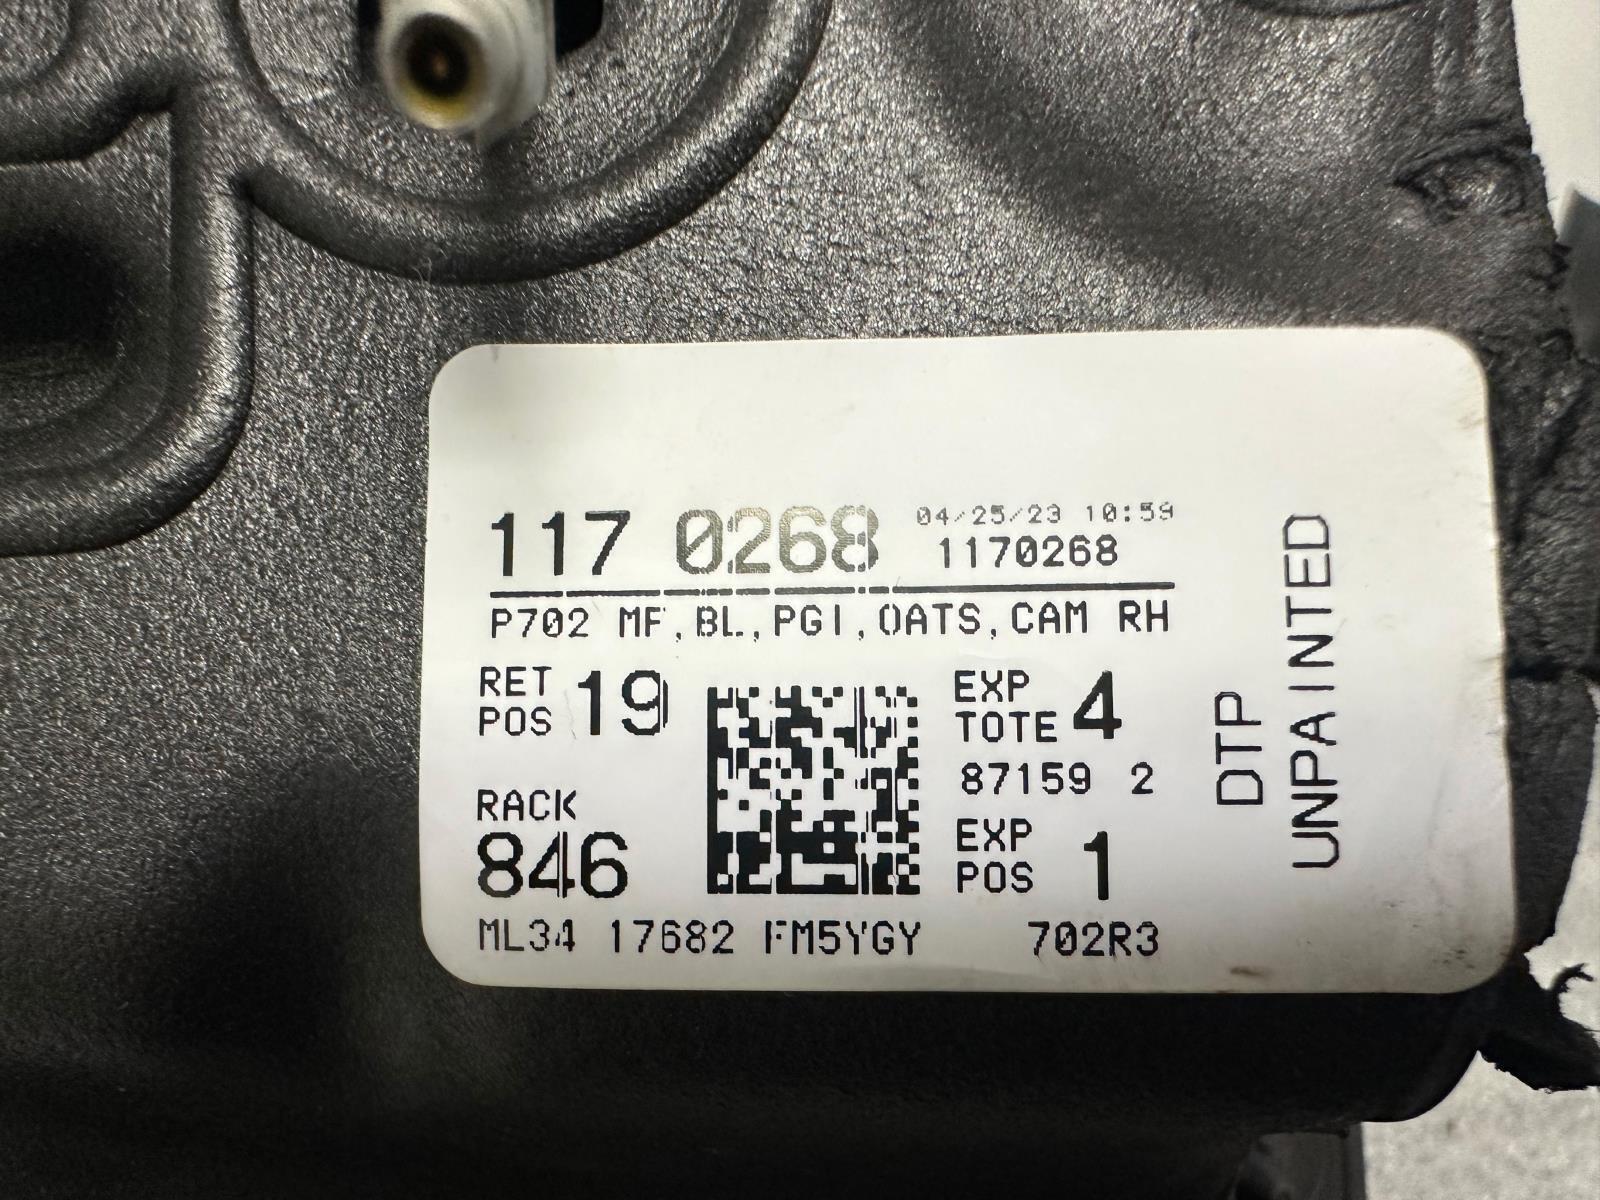 117 0268
04/25/23 10:59
1170268
P702 MF,BL,PGI,OATS,CAM RH
RET POS 19
EXP TOTE 4
87159 2
RACK 846
EXP POS 1
ML34 17682 FM5YGY 702R3
DTP
UNPAINTED